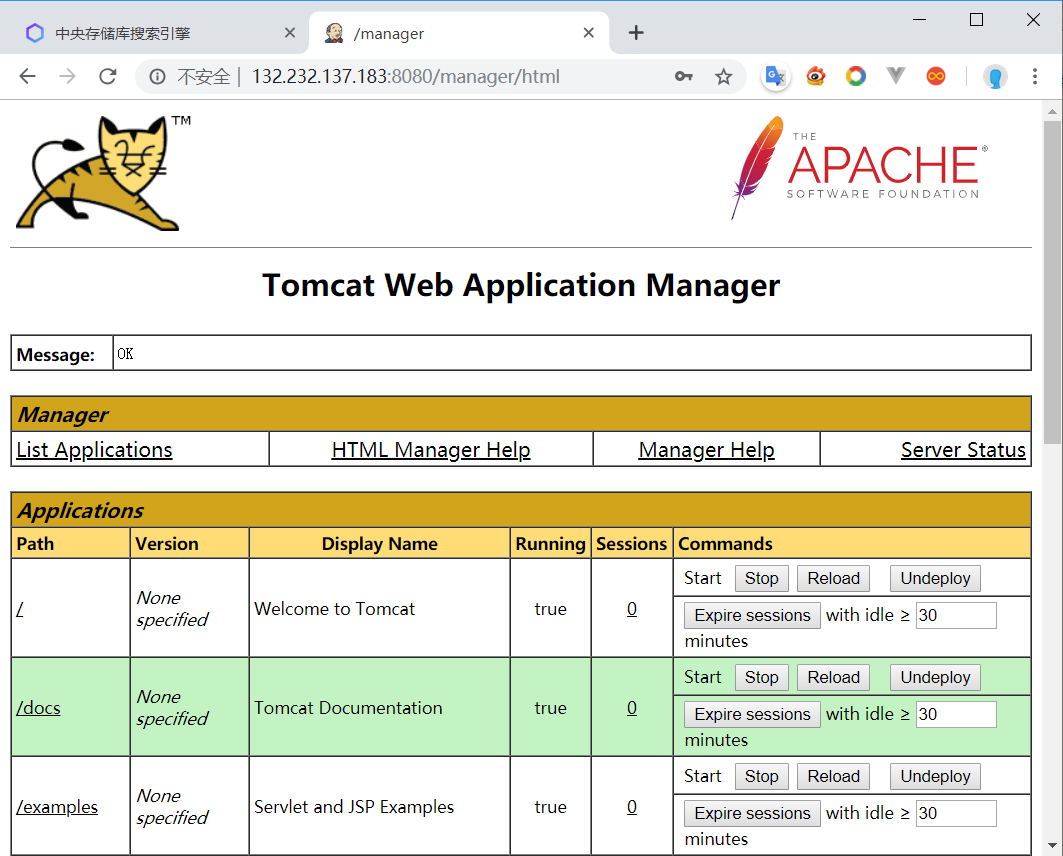 中央存储库搜索引擎
/manager
不安全 | 132.232.137.183:8080/manager/html
TM
THE
APACHE®
SOFTWARE FOUNDATION
Tomcat Web Application Manager
Message: OK
Manager
List Applications HTML Manager Help Manager Help Server Status
Applications
Path Version Display Name Running Sessions Commands
/ None specified Welcome to Tomcat true 0 Start Stop Reload Undeploy
Expire sessions with idle ≥ 30 minutes
/docs None specified Tomcat Documentation true 0 Start Stop Reload Undeploy
Expire sessions with idle ≥ 30 minutes
/examples None specified Servlet and JSP Examples true 0 Start Stop Reload Undeploy
Expire sessions with idle ≥ 30 minutes